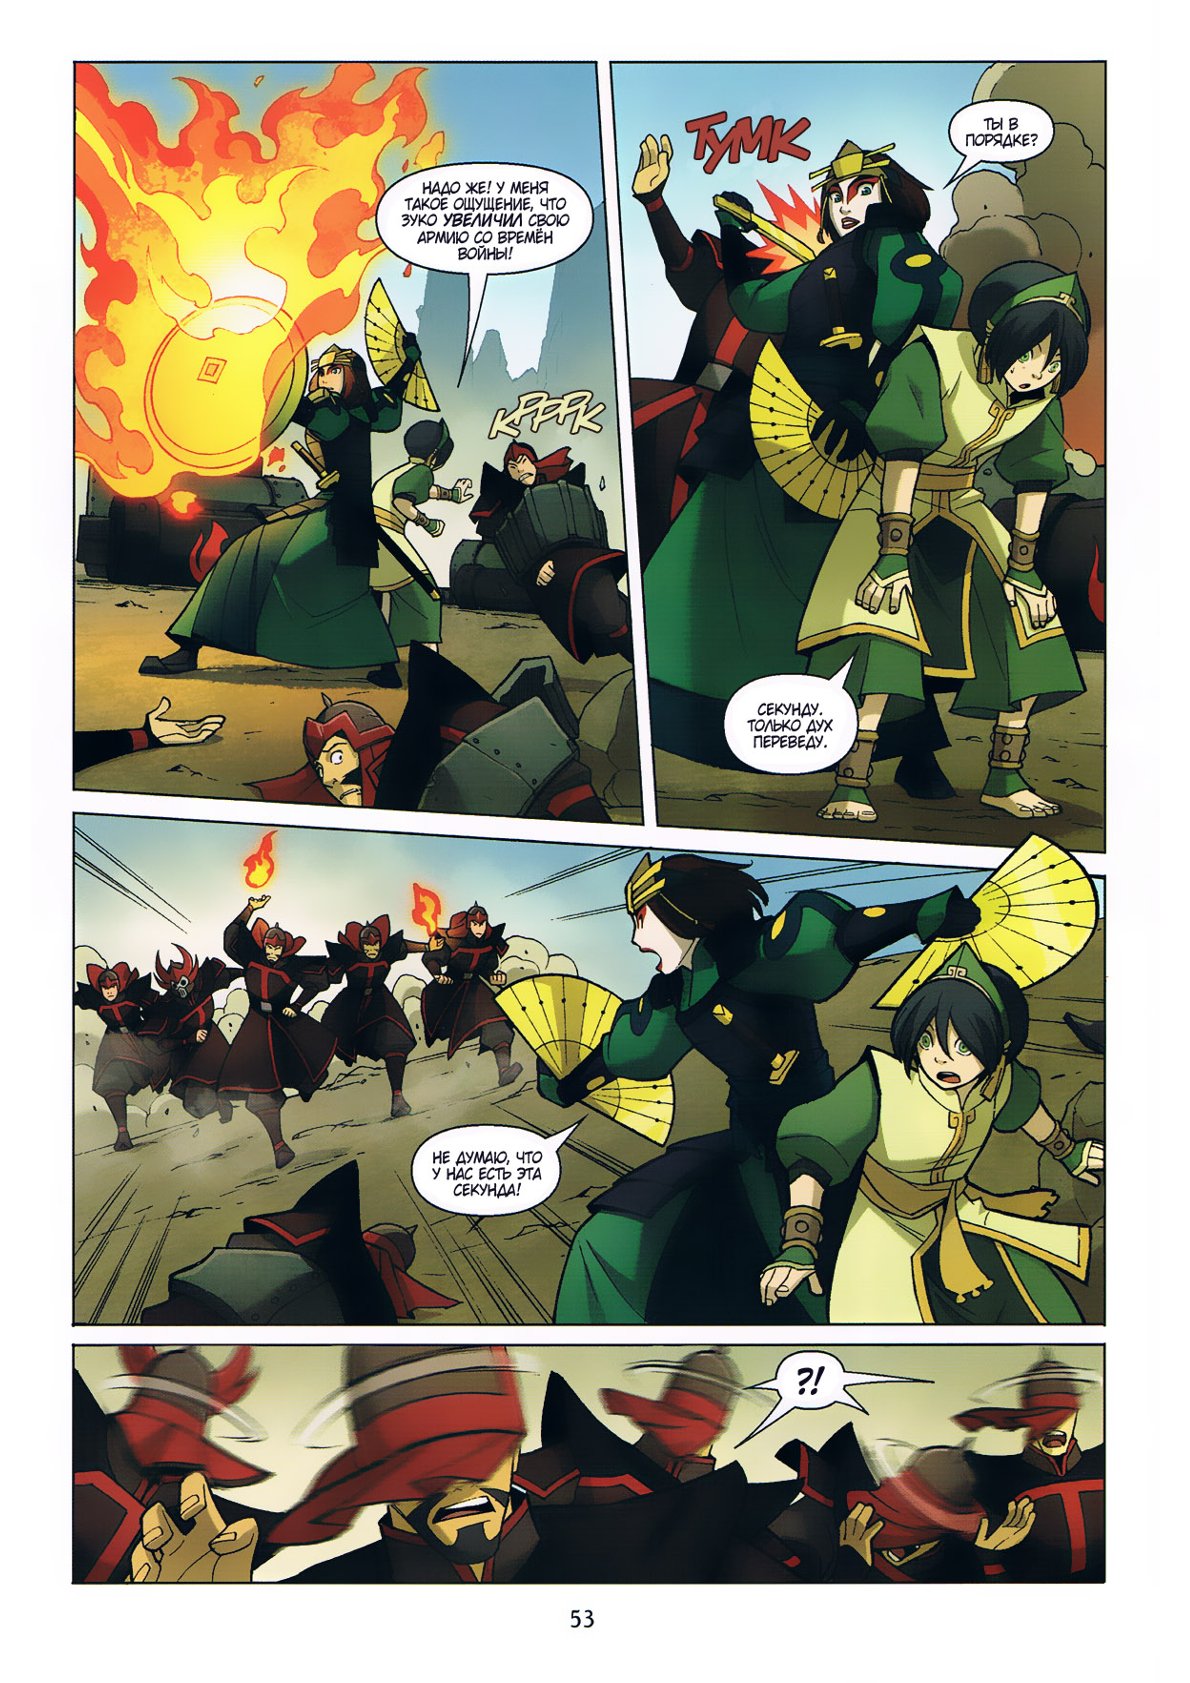 НАДО ЖЕ! У МЕНЯ
ТАКОЕ ОЩУЩЕНИЕ, ЧТО
ЗУКО УВЕЛИЧИЛ СВОЮ
АРМИЮ СО ВРЕМЁН
ВОЙНЫ!
КРРРК
ТУМК
ТЫ В
ПОРЯДКЕ?
СЕКУНДУ.
ТОЛЬКО ДУХ
ПЕРЕВЕДУ.
НЕ ДУМАЮ, ЧТО
У НАС ЕСТЬ ЭТА
СЕКУНДА!
?!
53